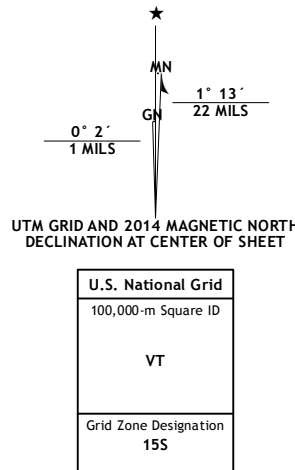 ★
MN
GN
1° 13´
22 MILS
0° 2´
1 MILS
UTM GRID AND 2014 MAGNETIC NORTH
DECLINATION AT CENTER OF SHEET
U.S. National Grid
100,000-m Square ID
VT
Grid Zone Designation
15S